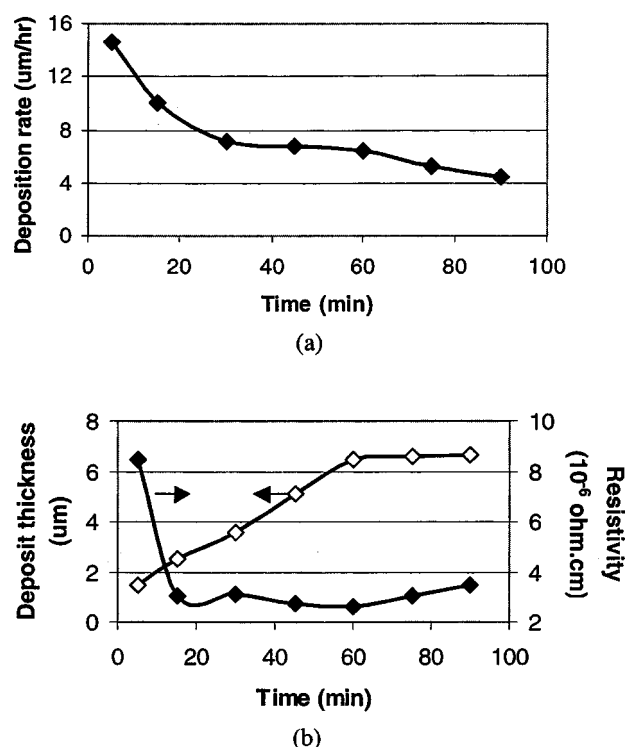 16
12
8
4
0
Deposition rate (um/hr)
0 20 40 60 80 100
Time (min)
(a)
8
6
4
2
0
Deposit thickness
(um)
10
8
6
4
2
Resistivity
(10⁻⁶ ohm.cm)
0 20 40 60 80 100
Time (min)
(b)